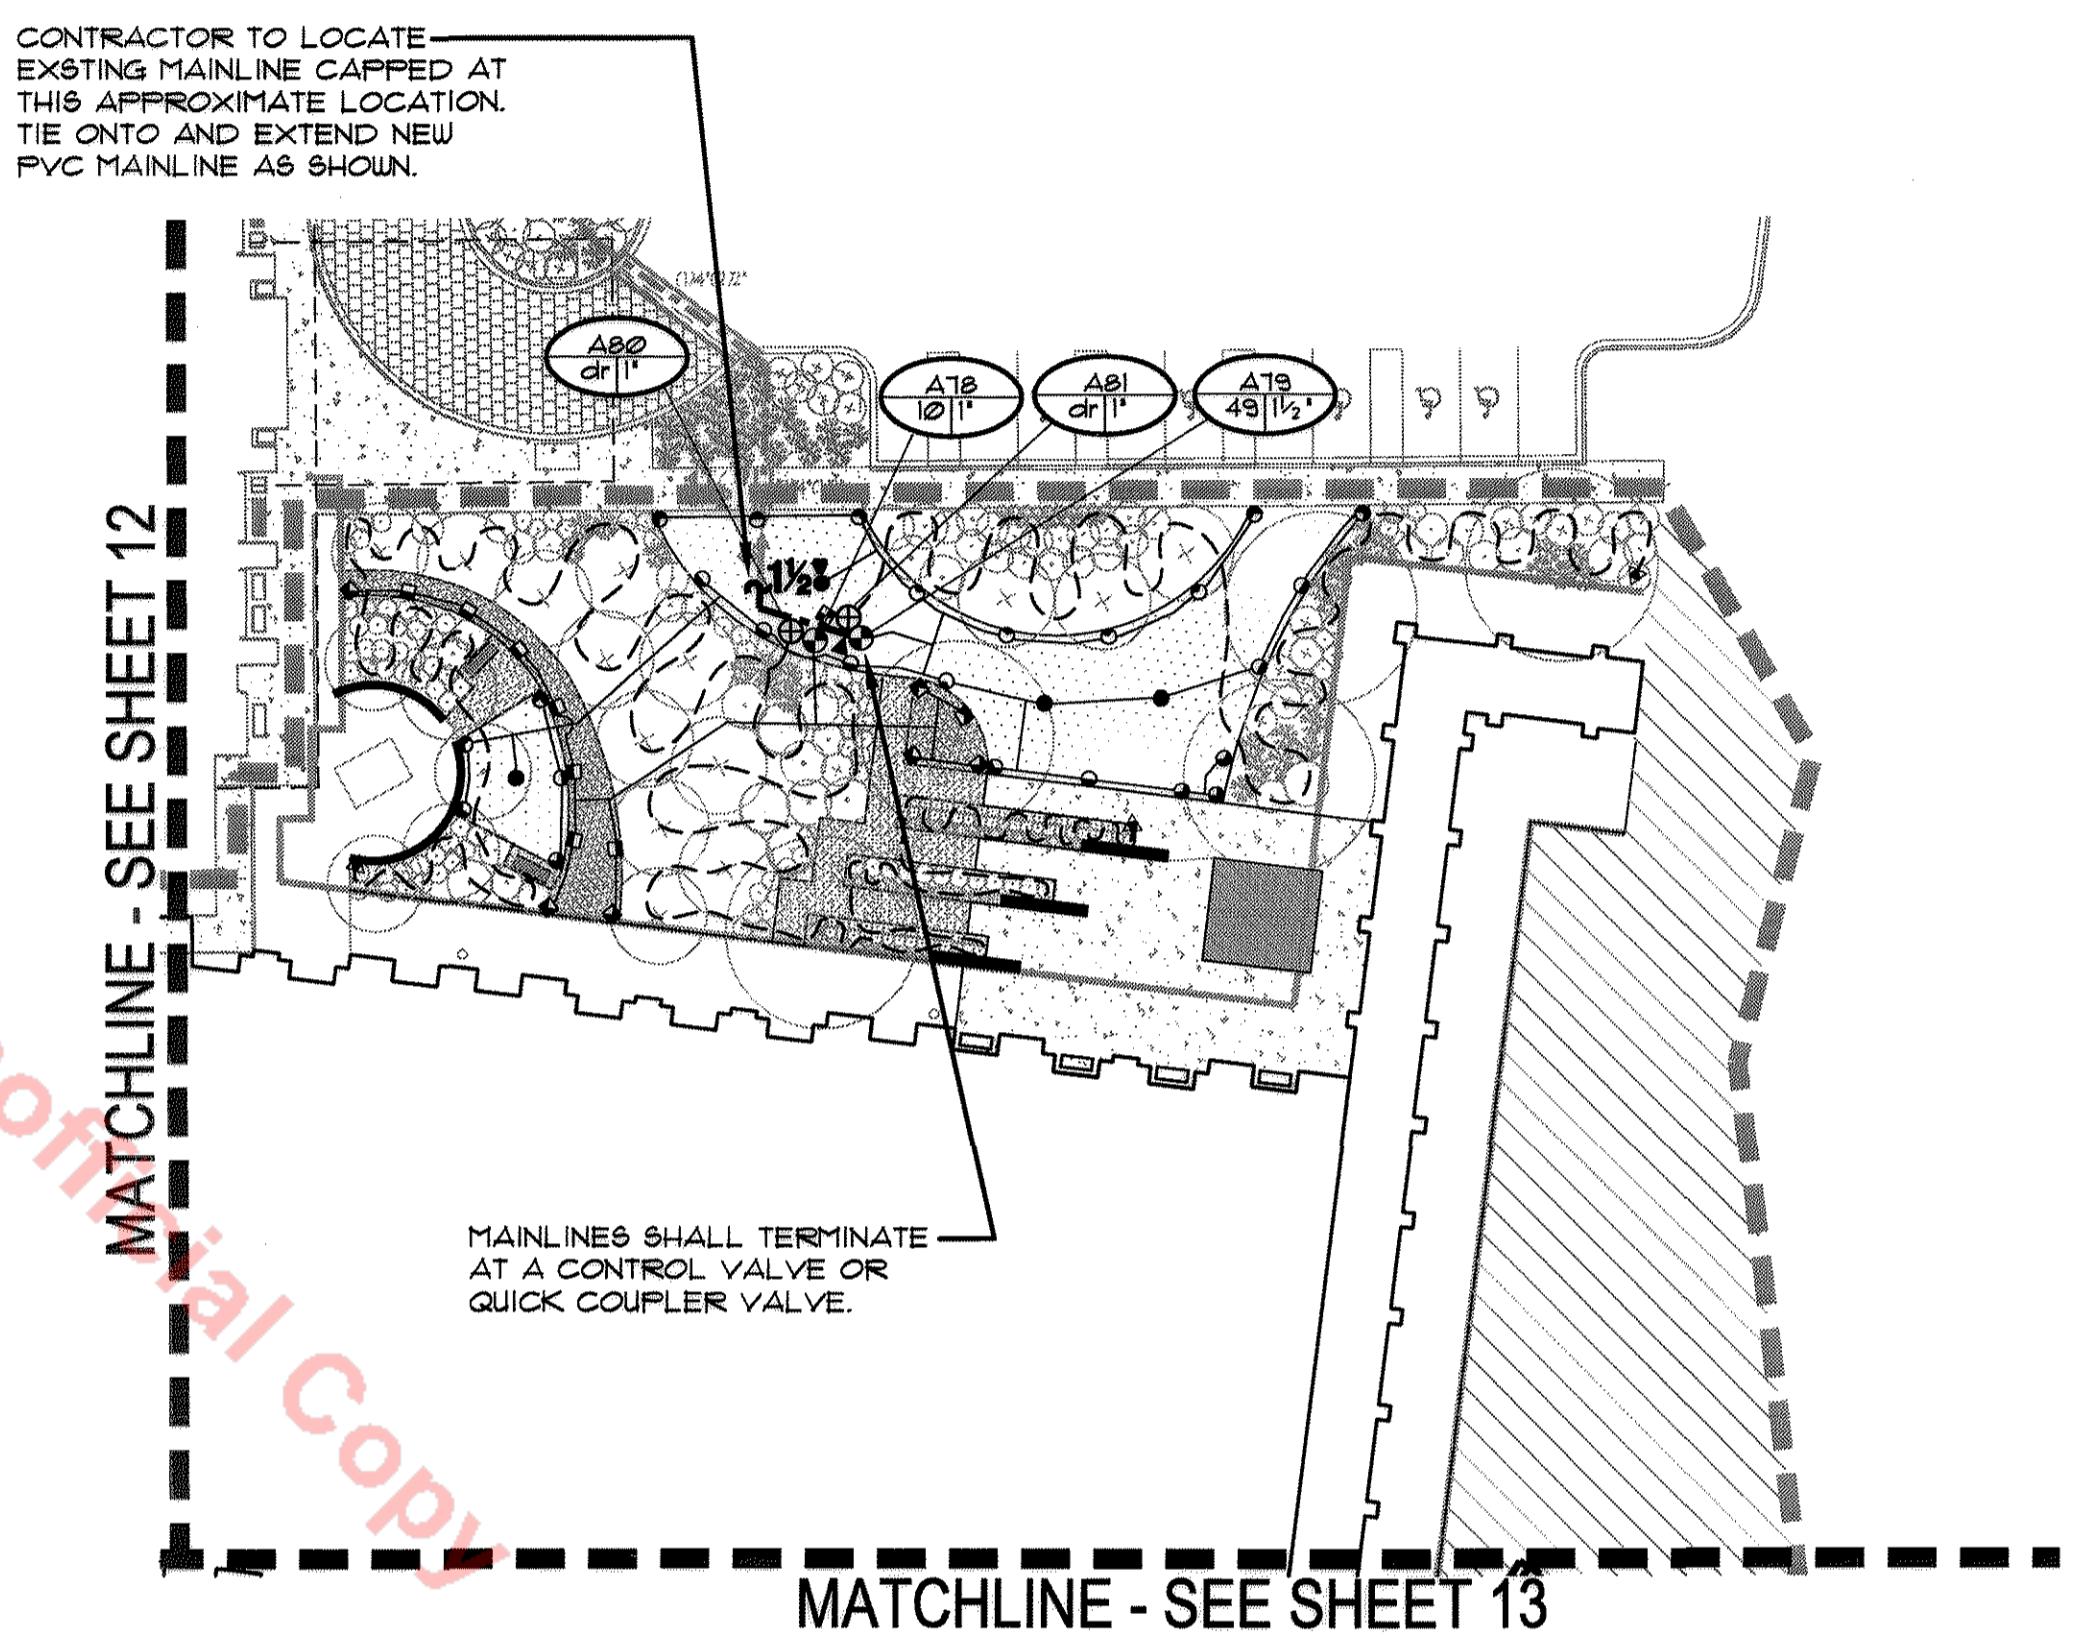 CONTRACTOR TO LOCATE
EXSTING MAINLINE CAPPED AT
THIS APPROXIMATE LOCATION.
TIE ONTO AND EXTEND NEW
PVC MAINLINE AS SHOWN.
A80
dr 1"
A78
10 1"
A81
dr 1"
A79
49 1½"
1½"
MATCHLINE - SEE SHEET 12
MAINLINES SHALL TERMINATE
AT A CONTROL VALVE OR
QUICK COUPLER VALVE.
official Copy
MATCHLINE - SEE SHEET 13